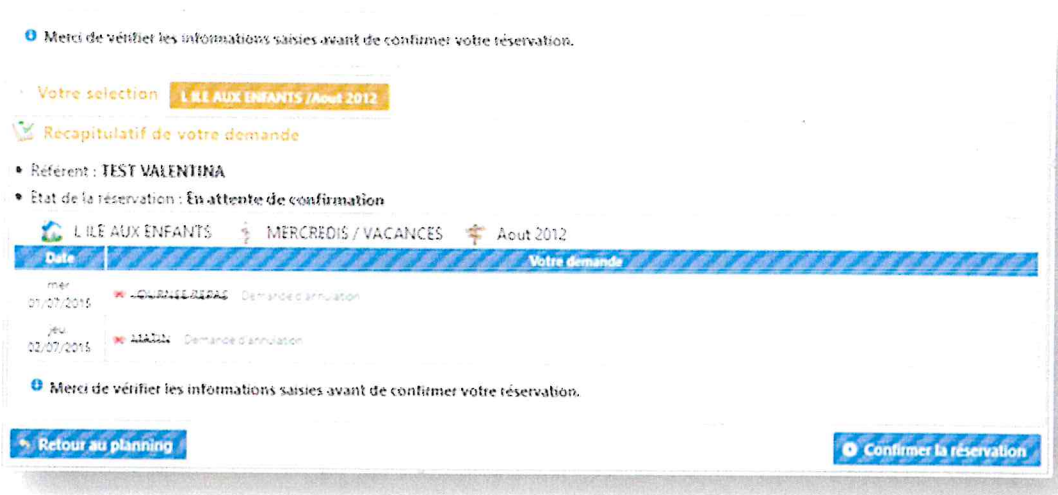 Merci de vérifier les informations saisies avant de confirmer votre réservation.
Votre selection L ILE AUX ENFANTS /Aout 2012
Recapitulatif de votre demande
• Référent : TEST VALENTINA
• Etat de la réservation : En attente de confirmation
L ILE AUX ENFANTS MERCREDIS / VACANCES Aout 2012
Date Votre demande
mer
01/07/2015 JOURNEE REPAS Demande d'annulation
jeu
02/07/2015 MATIN Demande d'annulation
Merci de vérifier les informations saisies avant de confirmer votre réservation.
Retour au planning Confirmer la réservation